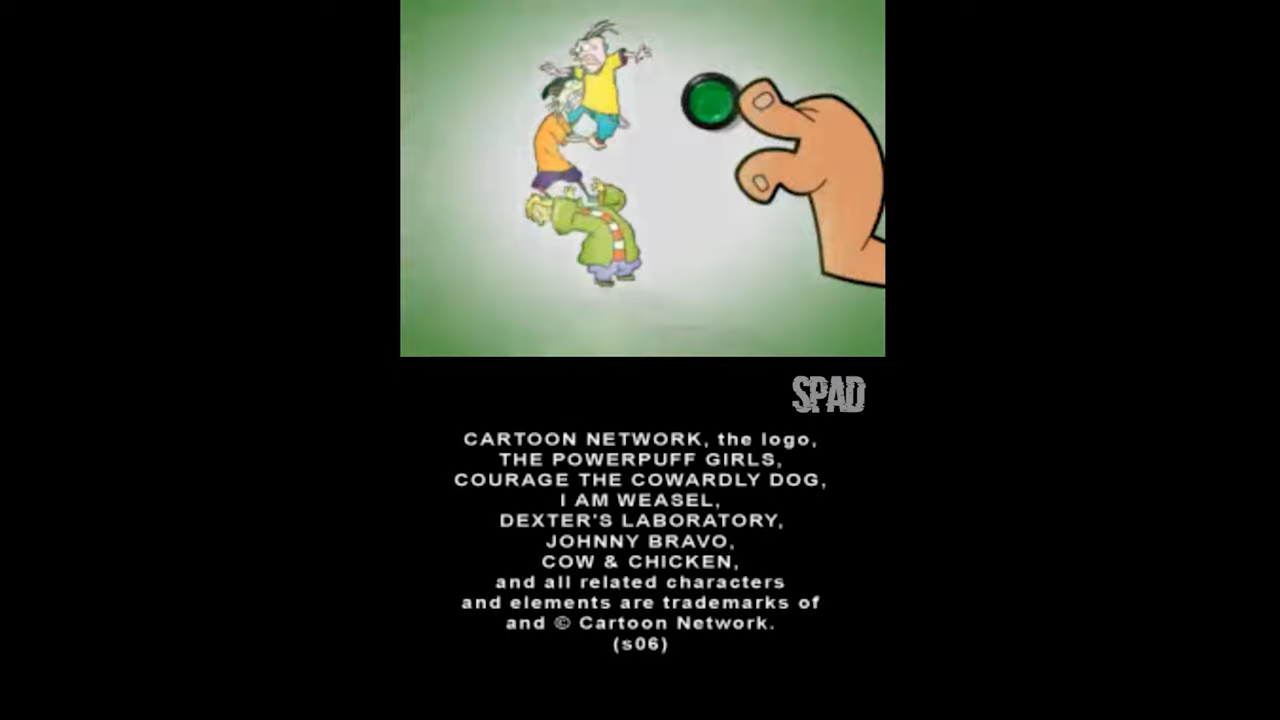 SPAD
CARTOON NETWORK, the logo,
THE POWERPUFF GIRLS,
COURAGE THE COWARDLY DOG,
I AM WEASEL,
DEXTER'S LABORATORY,
JOHNNY BRAVO,
COW & CHICKEN,
and all related characters
and elements are trademarks of
and © Cartoon Network.
(s06)